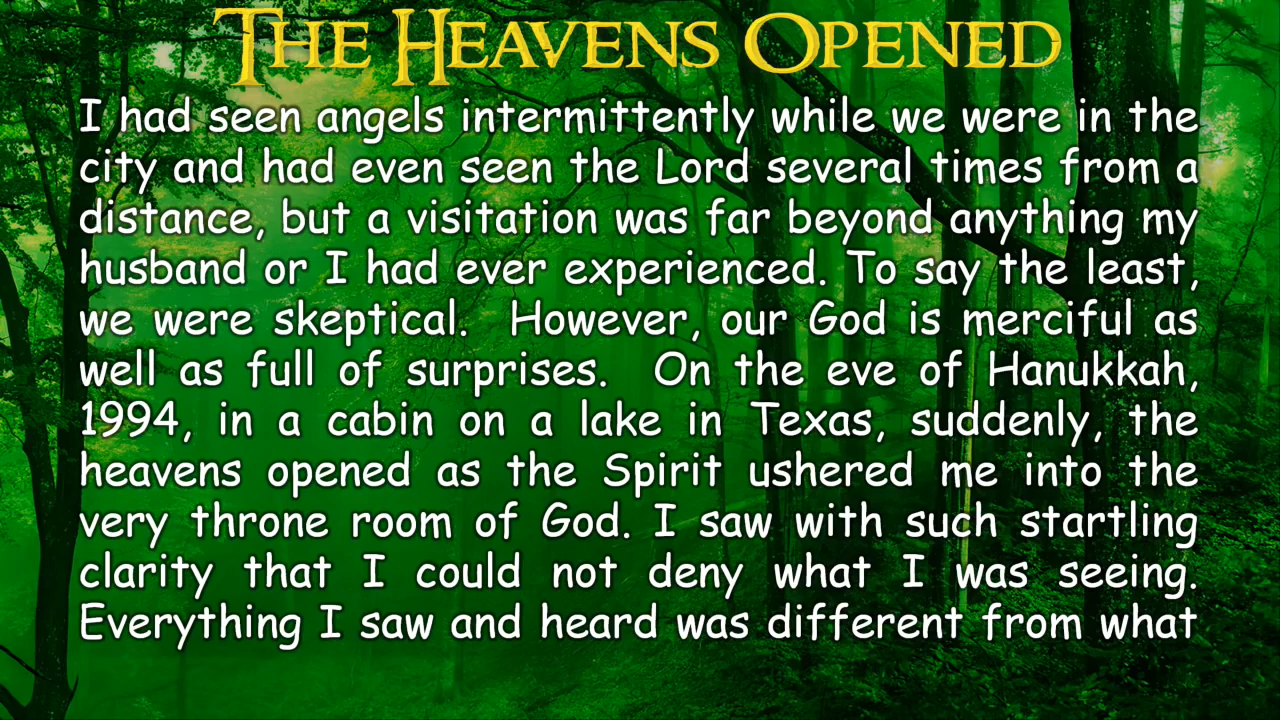 The Heavens Opened
I had seen angels intermittently while we were in the
city and had even seen the Lord several times from a
distance, but a visitation was far beyond anything my
husband or I had ever experienced. To say the least,
we were skeptical.  However, our God is merciful as
well as full of surprises.  On the eve of Hanukkah,
1994, in a cabin on a lake in Texas, suddenly, the
heavens opened as the Spirit ushered me into the
very throne room of God. I saw with such startling
clarity that I could not deny what I was seeing.
Everything I saw and heard was different from what